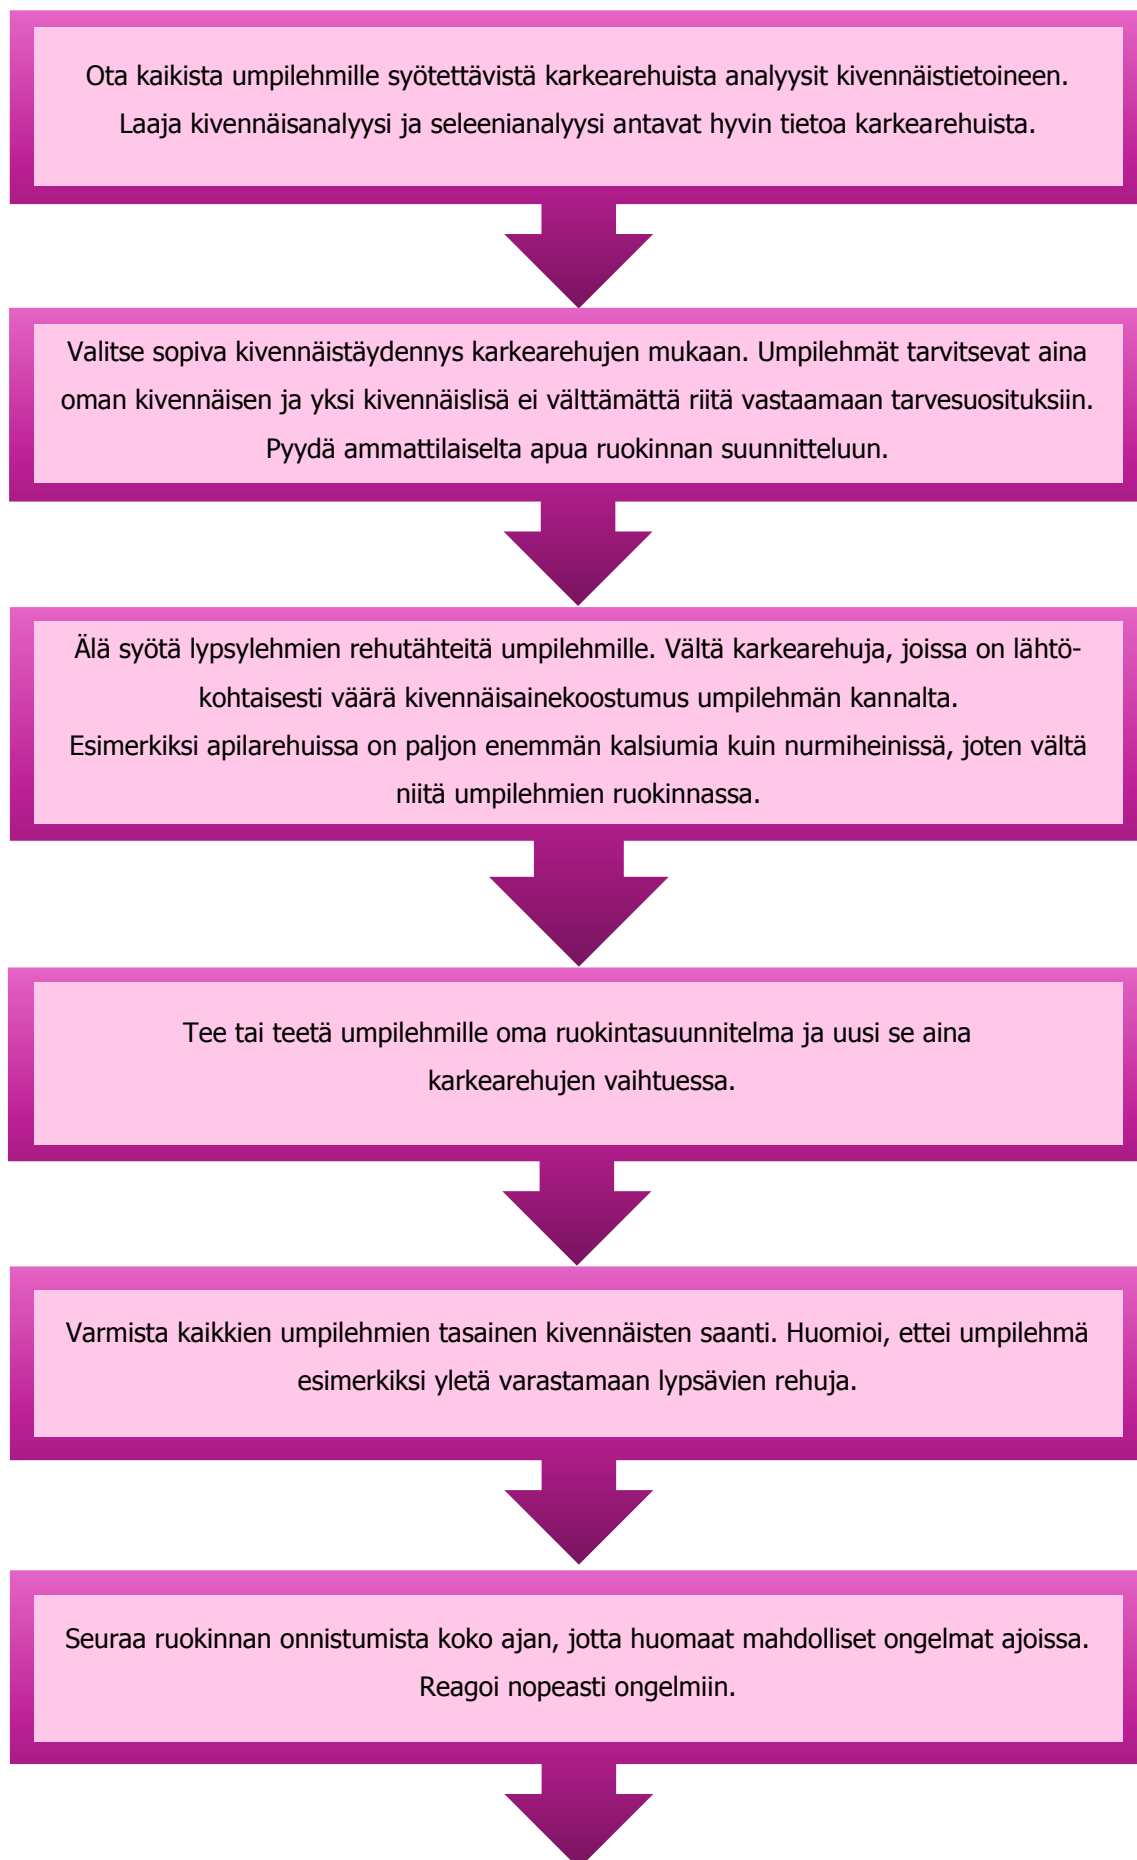 Ota kaikista umpilehmille syötettävistä karkearehuista analyysit kivennäistietoineen.
Laaja kivennäisanalyysi ja seleenianalyysi antavat hyvin tietoa karkearehuista.
Valitse sopiva kivennäistäydennys karkearehujen mukaan. Umpilehmät tarvitsevat aina
oman kivennäisen ja yksi kivennäislisä ei välttämättä riitä vastaamaan tarvesuosituksiin.
Pyydä ammattilaiselta apua ruokinnan suunnitteluun.
Älä syötä lypsylehmien rehutähteitä umpilehmille. Vältä karkearehuja, joissa on lähtö-
kohtaisesti väärä kivennäisainekoostumus umpilehmän kannalta.
Esimerkiksi apilarehuissa on paljon enemmän kalsiumia kuin nurmiheinissä, joten vältä
niitä umpilehmien ruokinnassa.
Tee tai teetä umpilehmille oma ruokintasuunnitelma ja uusi se aina
karkearehujen vaihtuessa.
Varmista kaikkien umpilehmien tasainen kivennäisten saanti. Huomioi, ettei umpilehmä
esimerkiksi yletä varastamaan lypsävien rehuja.
Seuraa ruokinnan onnistumista koko ajan, jotta huomaat mahdolliset ongelmat ajoissa.
Reagoi nopeasti ongelmiin.